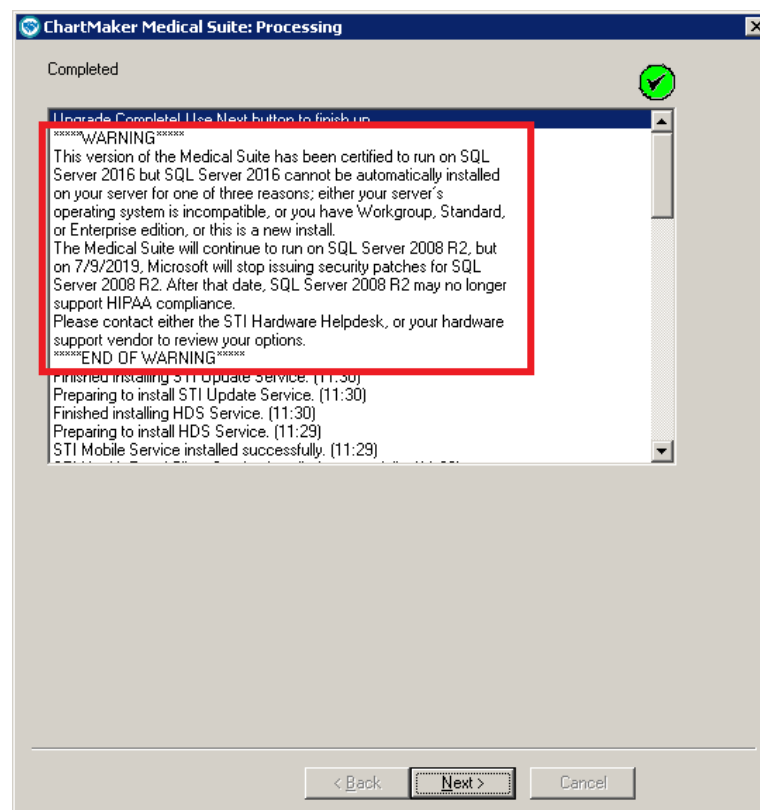 ChartMaker Medical Suite: Processing
Completed
Upgrade Complete! Use Next button to finish up
*****WARNING*****
This version of the Medical Suite has been certified to run on SQL
Server 2016 but SQL Server 2016 cannot be automatically installed
on your server for one of three reasons; either your server's
operating system is incompatible, or you have Workgroup, Standard,
or Enterprise edition, or this is a new install.
The Medical Suite will continue to run on SQL Server 2008 R2, but
on 7/9/2019, Microsoft will stop issuing security patches for SQL
Server 2008 R2. After that date, SQL Server 2008 R2 may no longer
support HIPAA compliance.
Please contact either the STI Hardware Helpdesk, or your hardware
support vendor to review your options.
*****END OF WARNING*****
Finished installing STI Update Service. (11:30)
Preparing to install STI Update Service. (11:30)
Finished installing HDS Service. (11:30)
Preparing to install HDS Service. (11:29)
STI Mobile Service installed successfully. (11:29)
< Back Next > Cancel